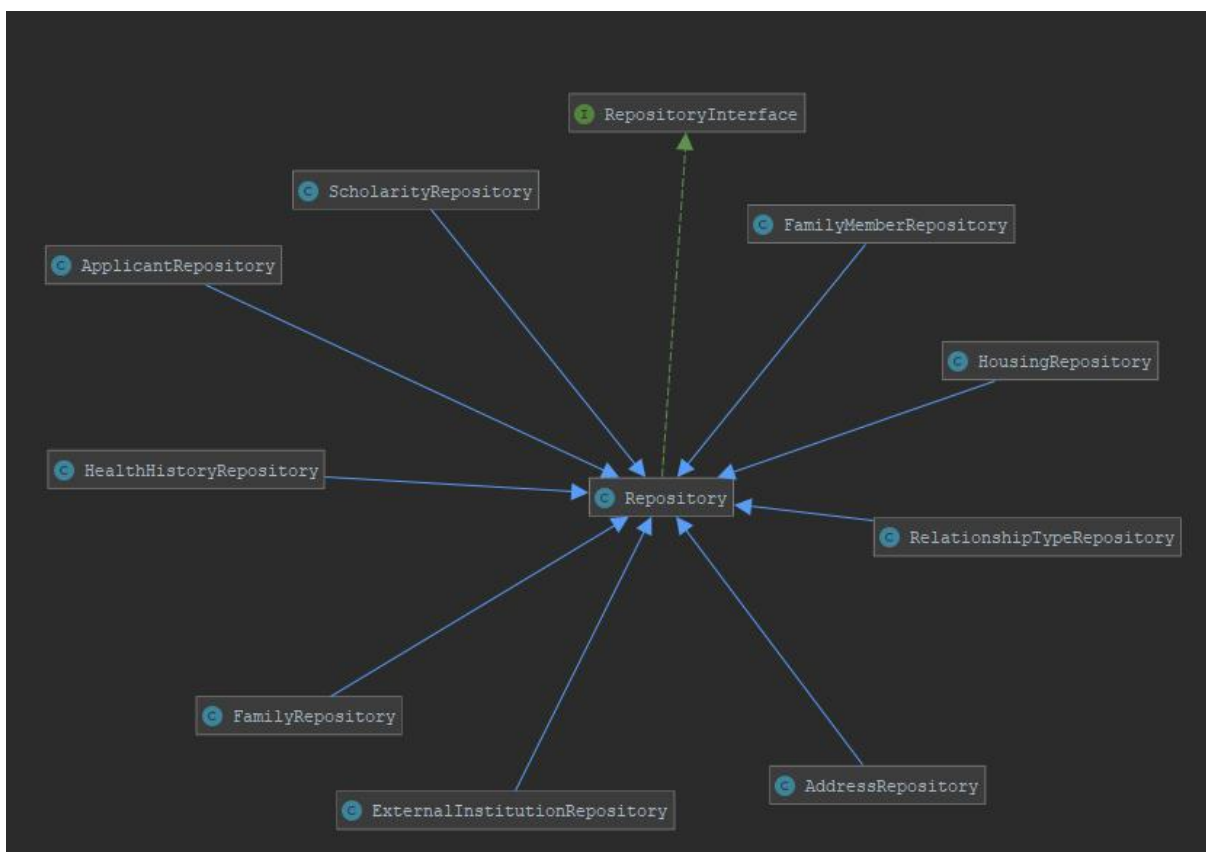 I RepositoryInterface
C ScholarityRepository
C FamilyMemberRepository
C ApplicantRepository
C HousingRepository
C HealthHistoryRepository
C Repository
C RelationshipTypeRepository
C FamilyRepository
C AddressRepository
C ExternalInstitutionRepository